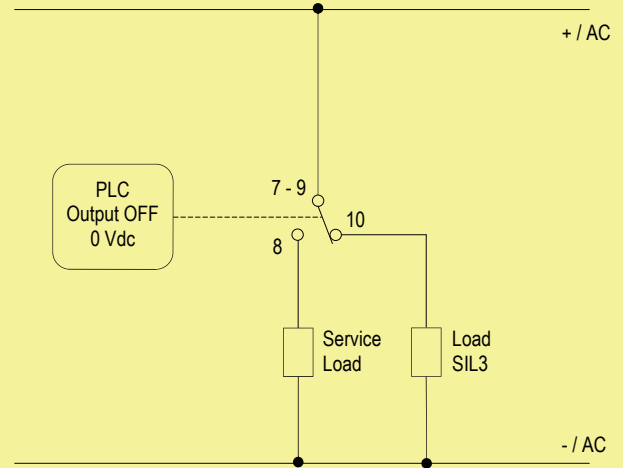 + / AC
PLC
Output OFF
0 Vdc
7 - 9
10
8
Service
Load
Load
SIL3
- / AC